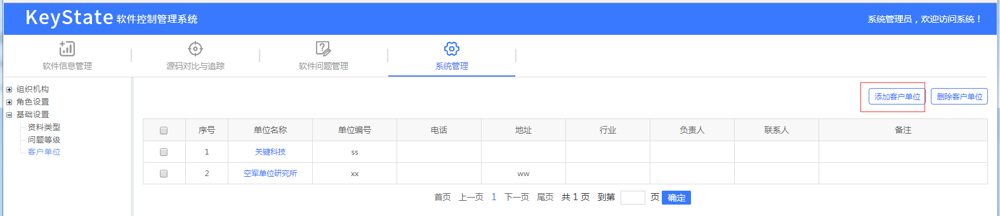 KeyState 软件控制管理系统 系统管理员，欢迎访问系统！
软件信息管理 源码对比与追踪 软件问题管理 系统管理
组织机构
角色设置
基础设置
资料类型
问题等级
客户单位
添加客户单位 删除客户单位
序号 单位名称 单位编号 电话 地址 行业 负责人 联系人 备注
1 关键科技 ss
2 空军单位研究所 xx ww
首页 上一页 1 下一页 尾页 共 1 页 到第 页 确定